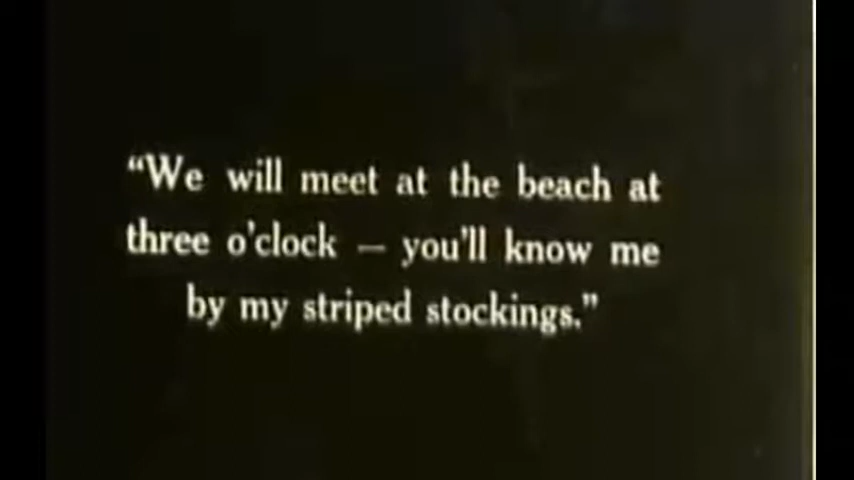 “We will meet at the beach at
three o'clock — you'll know me
by my striped stockings.”